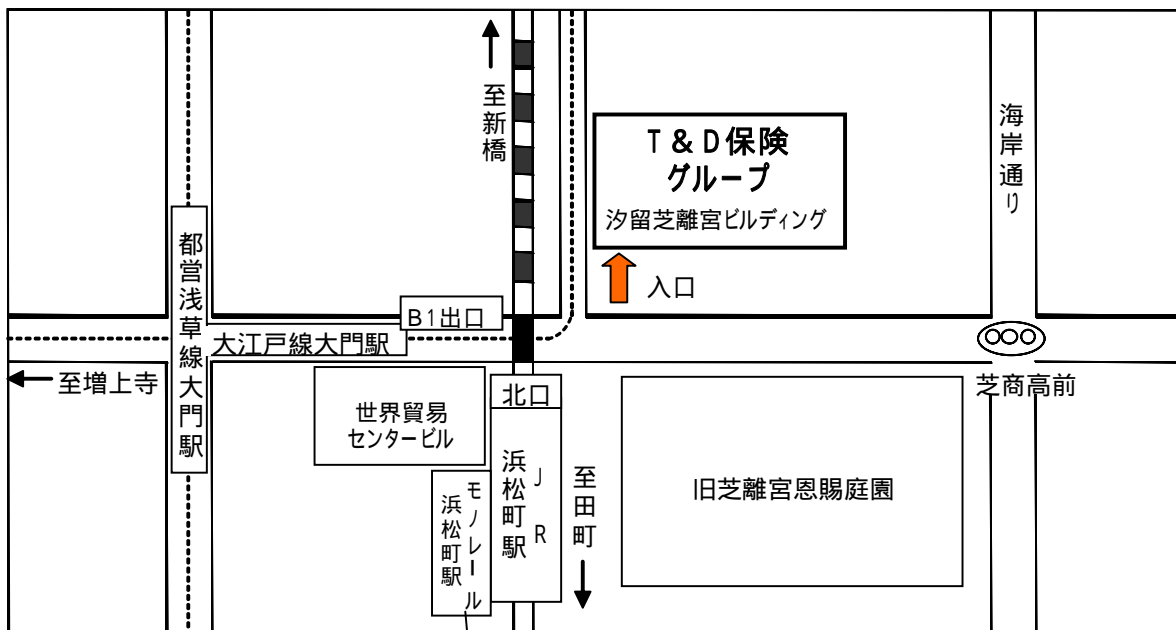 至新橋
T&D保険
グループ
汐留芝離宮ビルディング
海岸通り
入口
都営浅草線大門駅
B1出口
大江戸線大門駅
至増上寺
世界貿易
センタービル
北口
JR
浜松町駅
モノレール
浜松町駅
至田町
旧芝離宮恩賜庭園
芝商高前